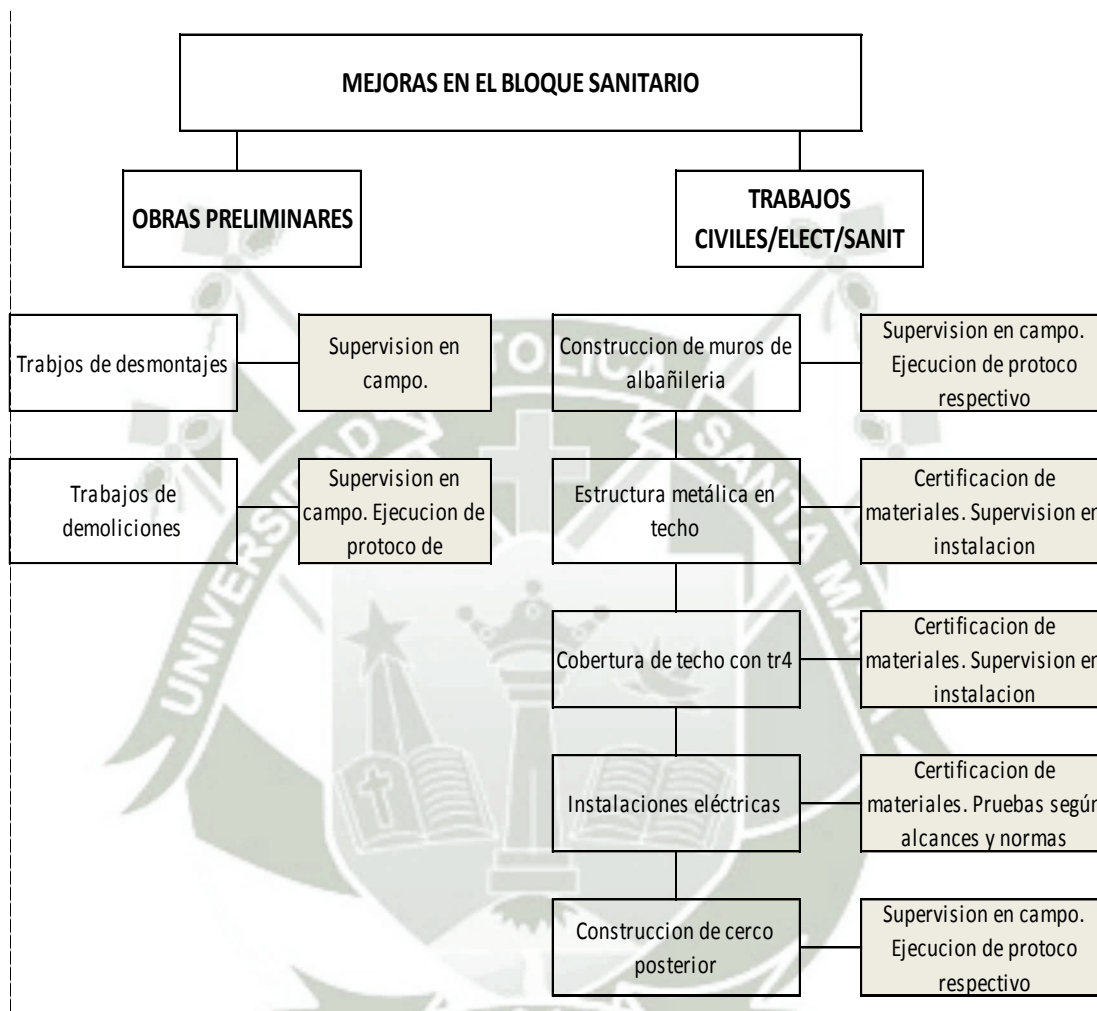 MEJORAS EN EL BLOQUE SANITARIO
OBRAS PRELIMINARES
TRABAJOS
CIVILES/ELECT/SANIT
Trabjos de desmontajes
Supervision en
campo.
Construccion de muros de
albañileria
Supervision en campo.
Ejecucion de protoco
respectivo
Trabajos de
demoliciones
Supervision en
campo. Ejecucion de
protoco de
Estructura metálica en
techo
Certificacion de
materiales. Supervision en
instalacion
Cobertura de techo con tr4
Certificacion de
materiales. Supervision en
instalacion
Instalaciones eléctricas
Certificacion de
materiales. Pruebas según
alcances y normas
Construccion de cerco
posterior
Supervision en campo.
Ejecucion de protoco
respectivo
UNIVERSIDAD CATOLICA SANTA MARIA